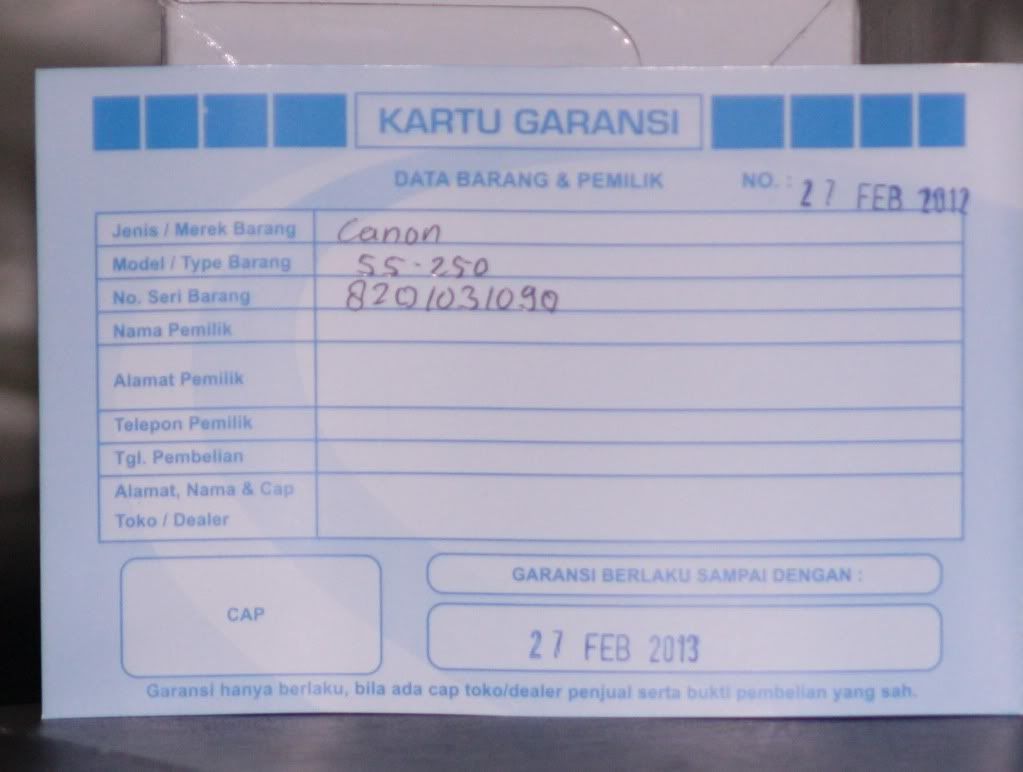 KARTU GARANSI
DATA BARANG & PEMILIK
NO. : 27 FEB 2012
Jenis / Merek Barang Canon
Model / Type Barang SS-250
No. Seri Barang 8201031090
Nama Pemilik
Alamat Pemilik
Telepon Pemilik
Tgl. Pembelian
Alamat, Nama & Cap
Toko / Dealer
GARANSI BERLAKU SAMPAI DENGAN :
CAP
27 FEB 2013
Garansi hanya berlaku, bila ada cap toko/dealer penjual serta bukti pembelian yang sah.